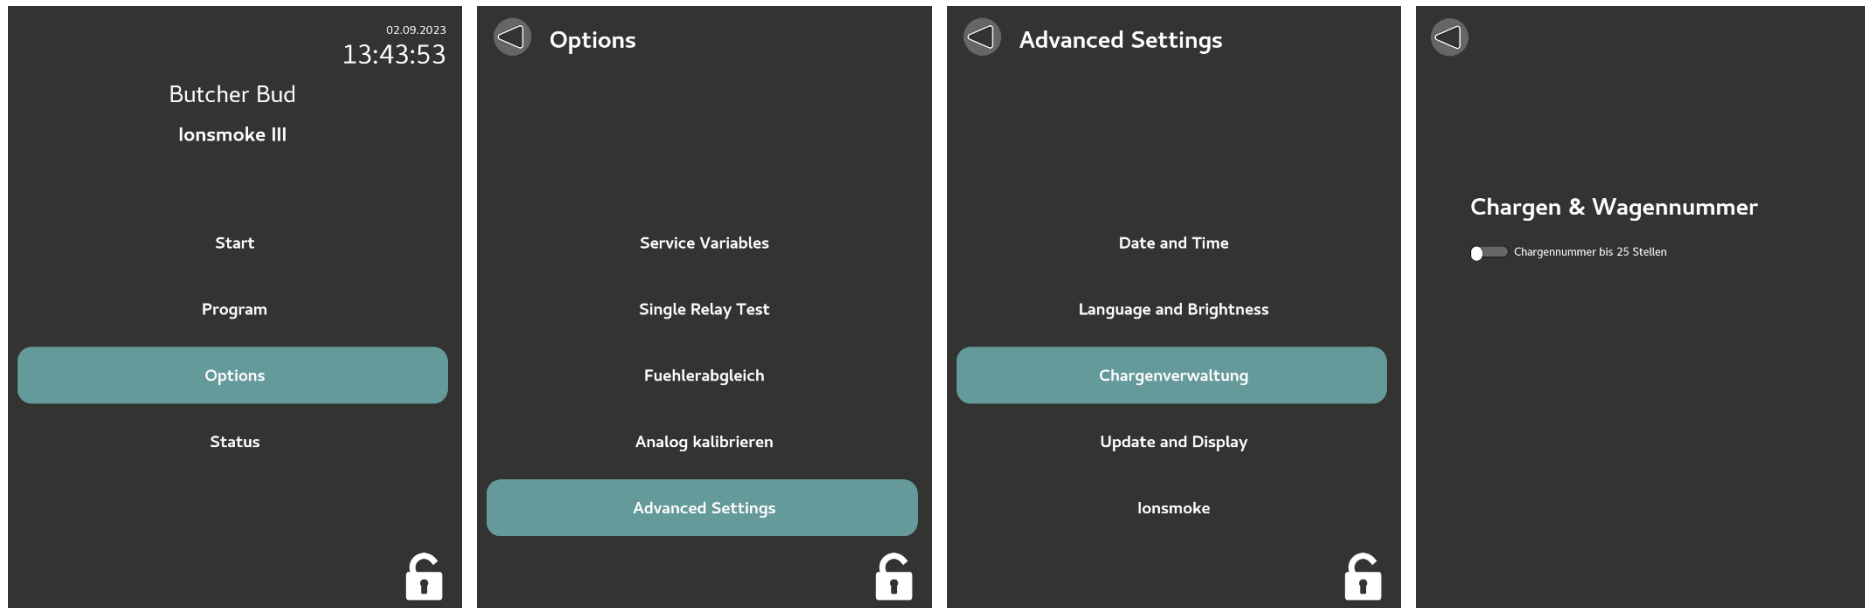 02.09.2023
13:43:53
Butcher Bud
Ionsmoke III
Start
Program
Options
Status
Options
Service Variables
Single Relay Test
Fuehlerabgleich
Analog kalibrieren
Advanced Settings
Advanced Settings
Date and Time
Language and Brightness
Chargenverwaltung
Update and Display
Ionsmoke
Chargen & Wagennummer
Chargennummer bis 25 Stellen